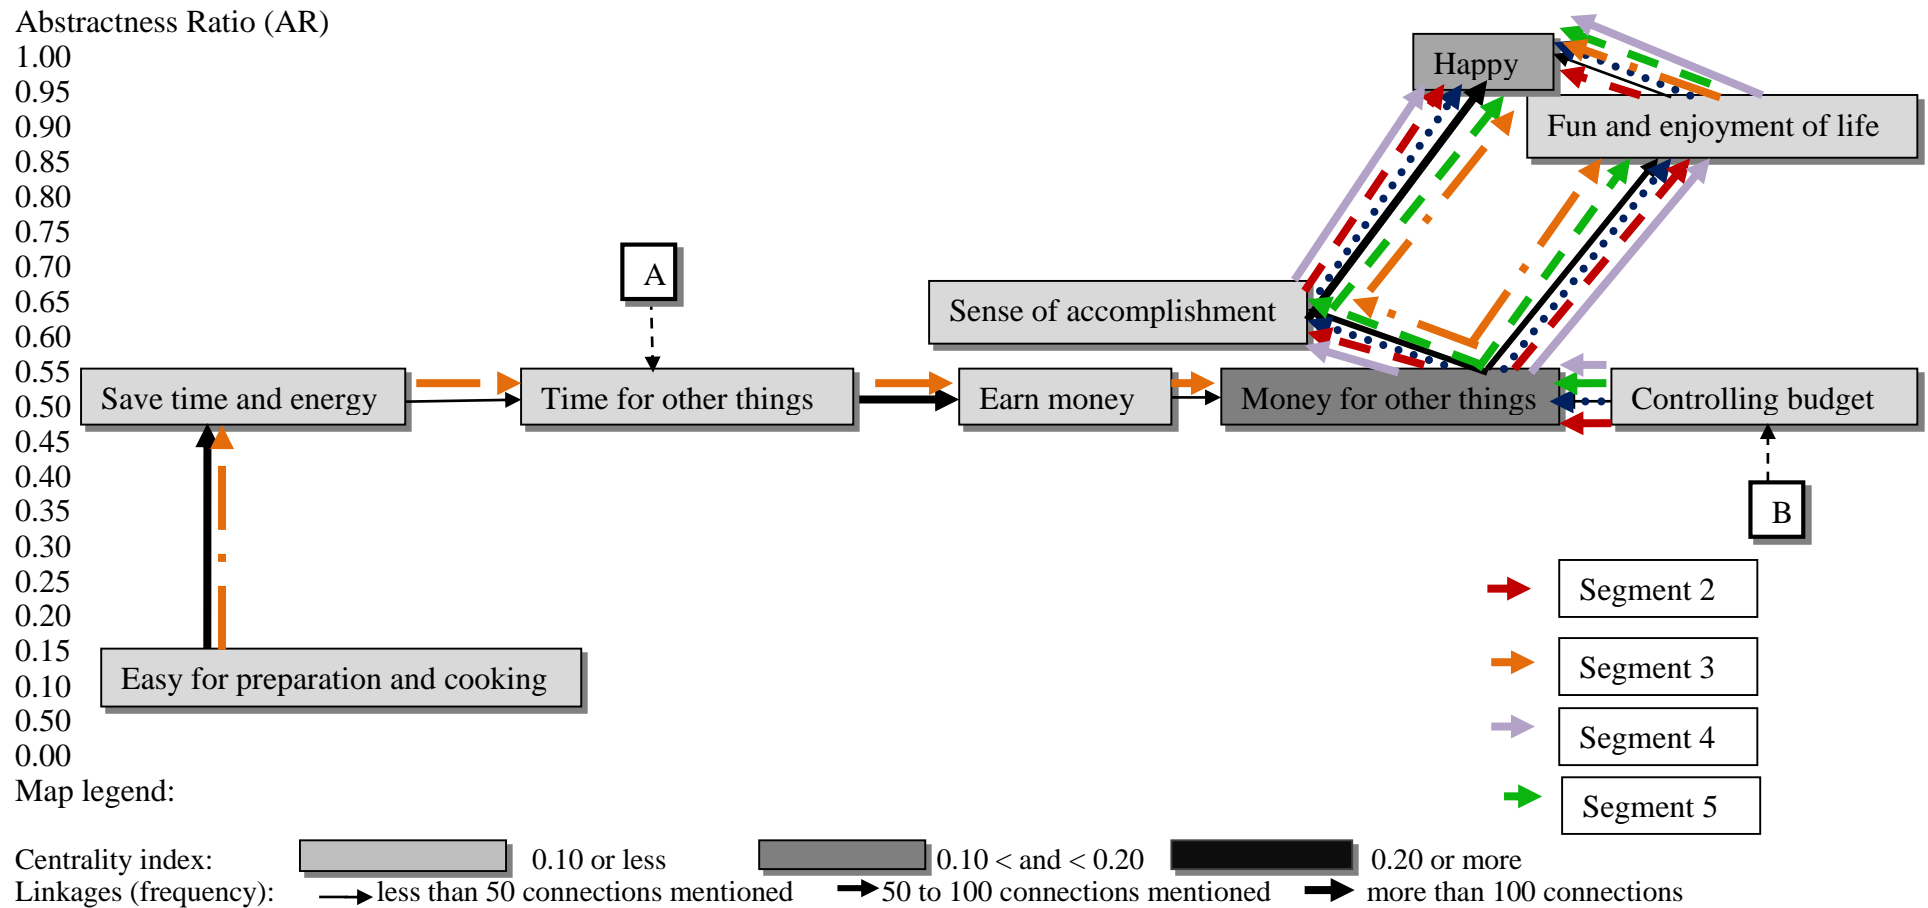 Abstractness Ratio (AR)
1.00
0.95
0.90
0.85
0.80
0.75
0.70
0.65
0.60
0.55
0.50
0.45
0.40
0.35
0.30
0.25
0.20
0.15
0.10
0.50
0.00
Happy
Fun and enjoyment of life
A
Sense of accomplishment
Save time and energy
Time for other things
Earn money
Money for other things
Controlling budget
B
Easy for preparation and cooking
Segment 2
Segment 3
Segment 4
Segment 5
Map legend:
Centrality index: 0.10 or less 0.10 < and < 0.20 0.20 or more
Linkages (frequency): less than 50 connections mentioned 50 to 100 connections mentioned more than 100 connections